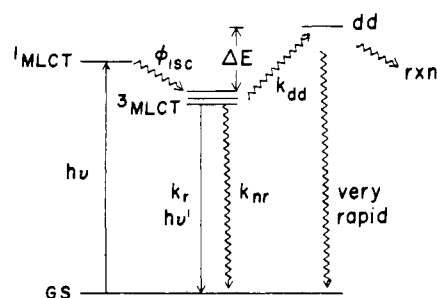 dd
¹MLCT
ϕisc
ΔE
rxn
³MLCT
kdd
hν
kr
hν'
knr
very
rapid
GS